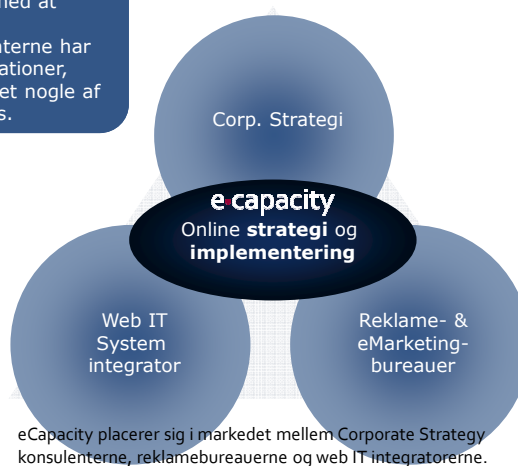 med at
nterne har
ationer,
et nogle af
s.
Corp. Strategi
e-capacity
Online strategi og
implementering
Web IT
System
integrator
Reklame- &
eMarketing-
bureauer
eCapacity placerer sig i markedet mellem Corporate Strategy
konsulenterne, reklamebureauerne og web IT integratorerne.